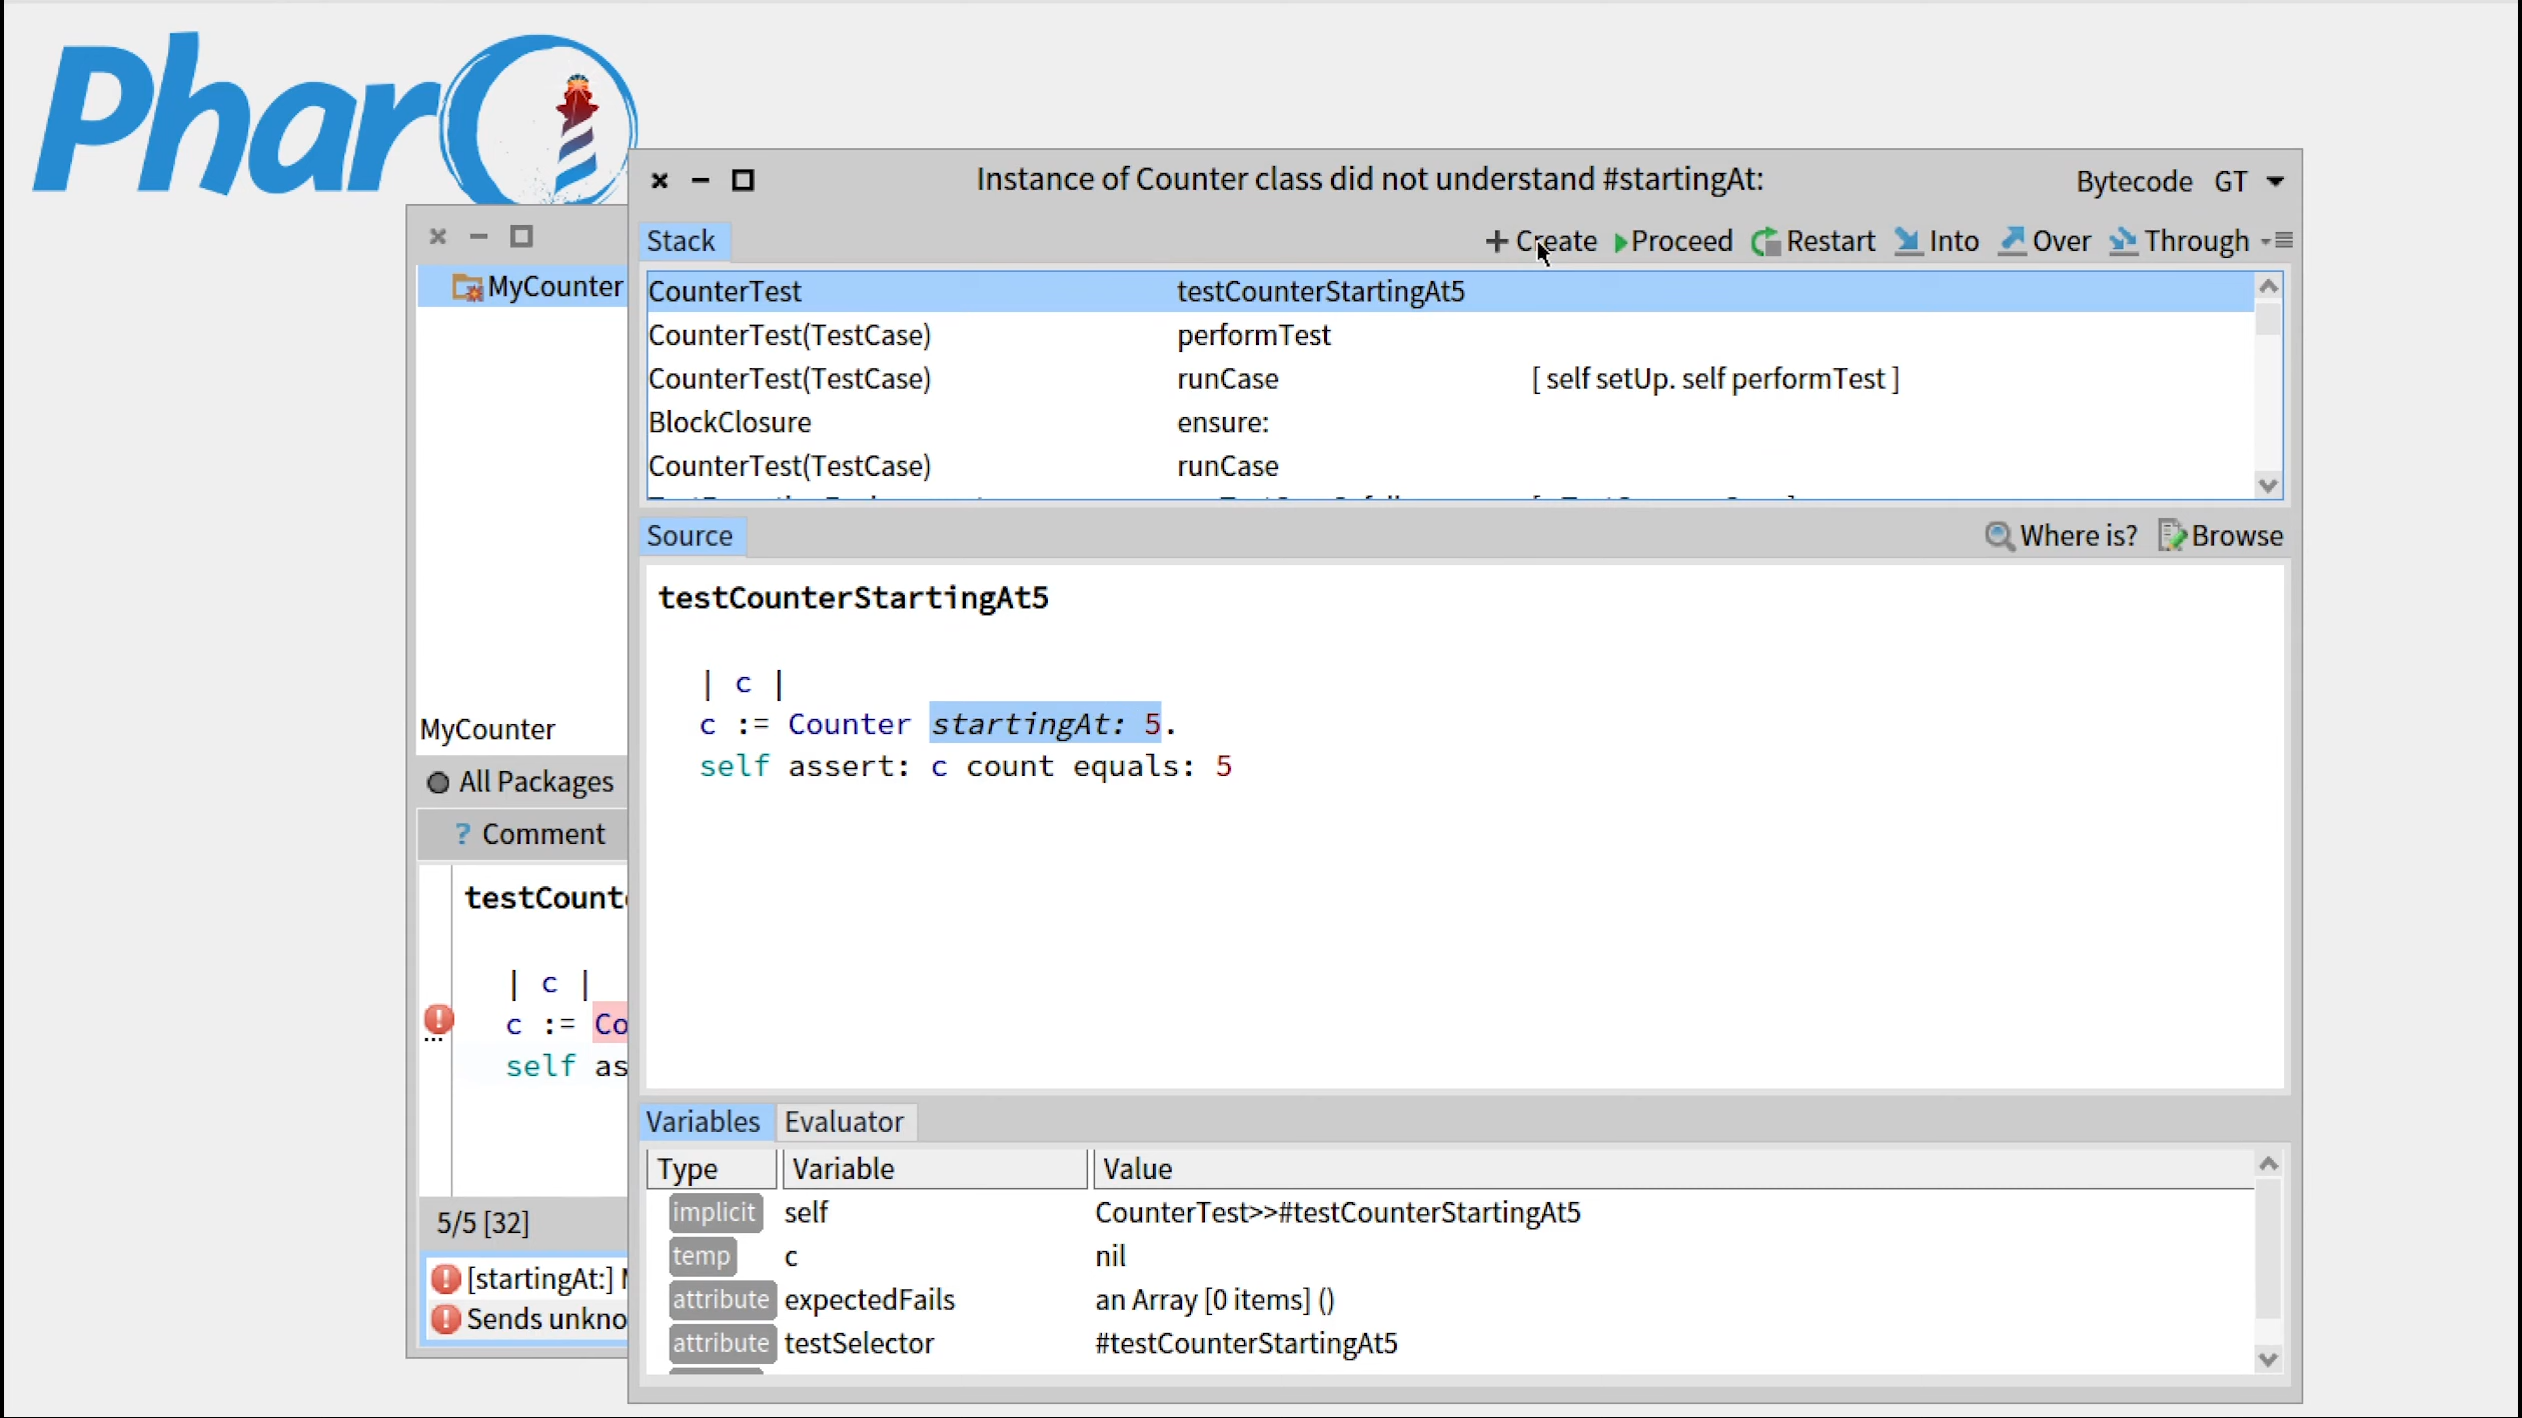 Pharo
Instance of Counter class did not understand #startingAt:
Bytecode GT
Stack
Create Proceed Restart Into Over Through
CounterTest testCounterStartingAt5
CounterTest(TestCase) performTest
CounterTest(TestCase) runCase [ self setUp. self performTest ]
BlockClosure ensure:
CounterTest(TestCase) runCase
Source
Where is? Browse
testCounterStartingAt5
| c |
c := Counter startingAt: 5.
self assert: c count equals: 5
Variables Evaluator
Type Variable Value
implicit self CounterTest>>#testCounterStartingAt5
temp c nil
attribute expectedFails an Array [0 items] ()
attribute testSelector #testCounterStartingAt5
MyCounter
MyCounter
All Packages
? Comment
testCount
| c |
c := Co
self as
5/5 [32]
[startingAt:]
Sends unkno